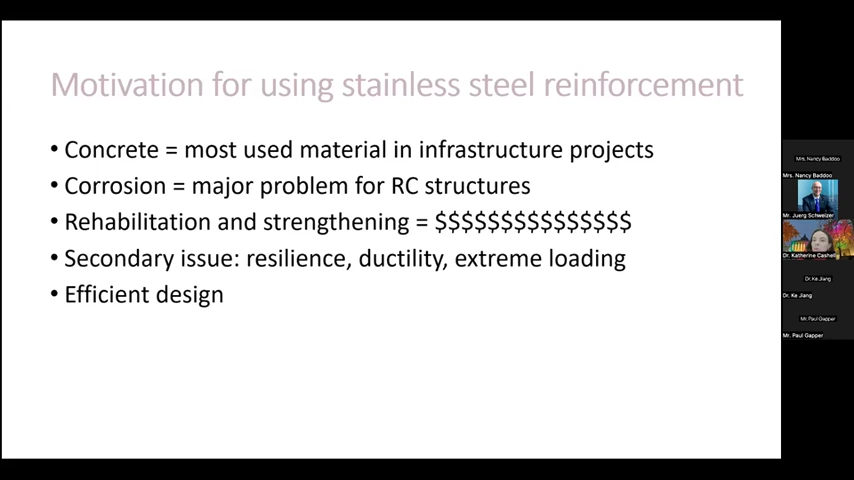 Motivation for using stainless steel reinforcement
• Concrete = most used material in infrastructure projects
• Corrosion = major problem for RC structures
• Rehabilitation and strengthening = $$$$$$$$$$$$$$$
• Secondary issue: resilience, ductility, extreme loading
• Efficient design
Mrs. Nancy Baddoo
Mrs. Nancy Baddoo
Mr. Juerg Schweizer
Dr. Katherine Cashell
Dr. Ke Jiang
Dr. Ke Jiang
Mr. Paul Gapper
Mr. Paul Gapper